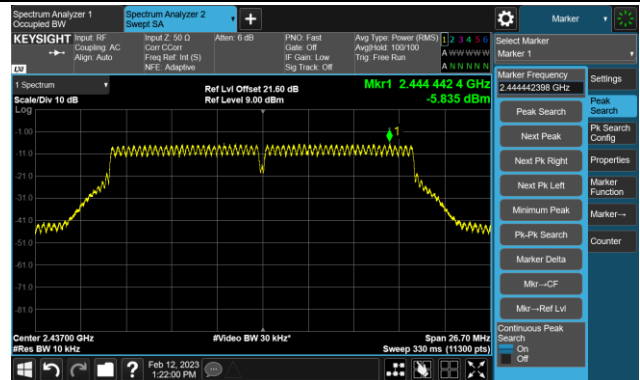 Spectrum Analyzer 1
Occupied BW
Spectrum Analyzer 2
Swept SA
Marker
KEYSIGHT
Input: RF
Coupling: AC
Align: Auto
Input Z: 50 Ω
Corr CCorr
Freq Ref: Int (S)
NFE: Adaptive
Atten: 6 dB
PNO: Fast
Gate: Off
IF Gain: Low
Sig Track: Off
Avg Type: Power (RMS)
Avg|Hold: 100/100
Trig: Free Run
1 2 3 4 5 6
A W W W W W
A N N N N N
LXI
Select Marker
Marker 1
1 Spectrum
Scale/Div 10 dB
Log
Ref Lvl Offset 21.60 dB
Ref Level 9.00 dBm
Mkr1 2.444 442 4 GHz
-5.835 dBm
1
-1.00
-11.0
-21.0
-31.0
-41.0
-51.0
-61.0
-71.0
-81.0
Center 2.43700 GHz
#Res BW 10 kHz
#Video BW 30 kHz*
Span 26.70 MHz
Sweep 330 ms (11300 pts)
Marker Frequency
2.444442398 GHz
Peak Search
Next Peak
Next Pk Right
Next Pk Left
Minimum Peak
Pk-Pk Search
Marker Delta
Mkr→CF
Mkr→Ref Lvl
Continuous Peak
Search
On
Off
Settings
Peak
Search
Pk Search
Config
Properties
Marker
Function
Marker→
Counter
?
Feb 12, 2023
1:22:00 PM